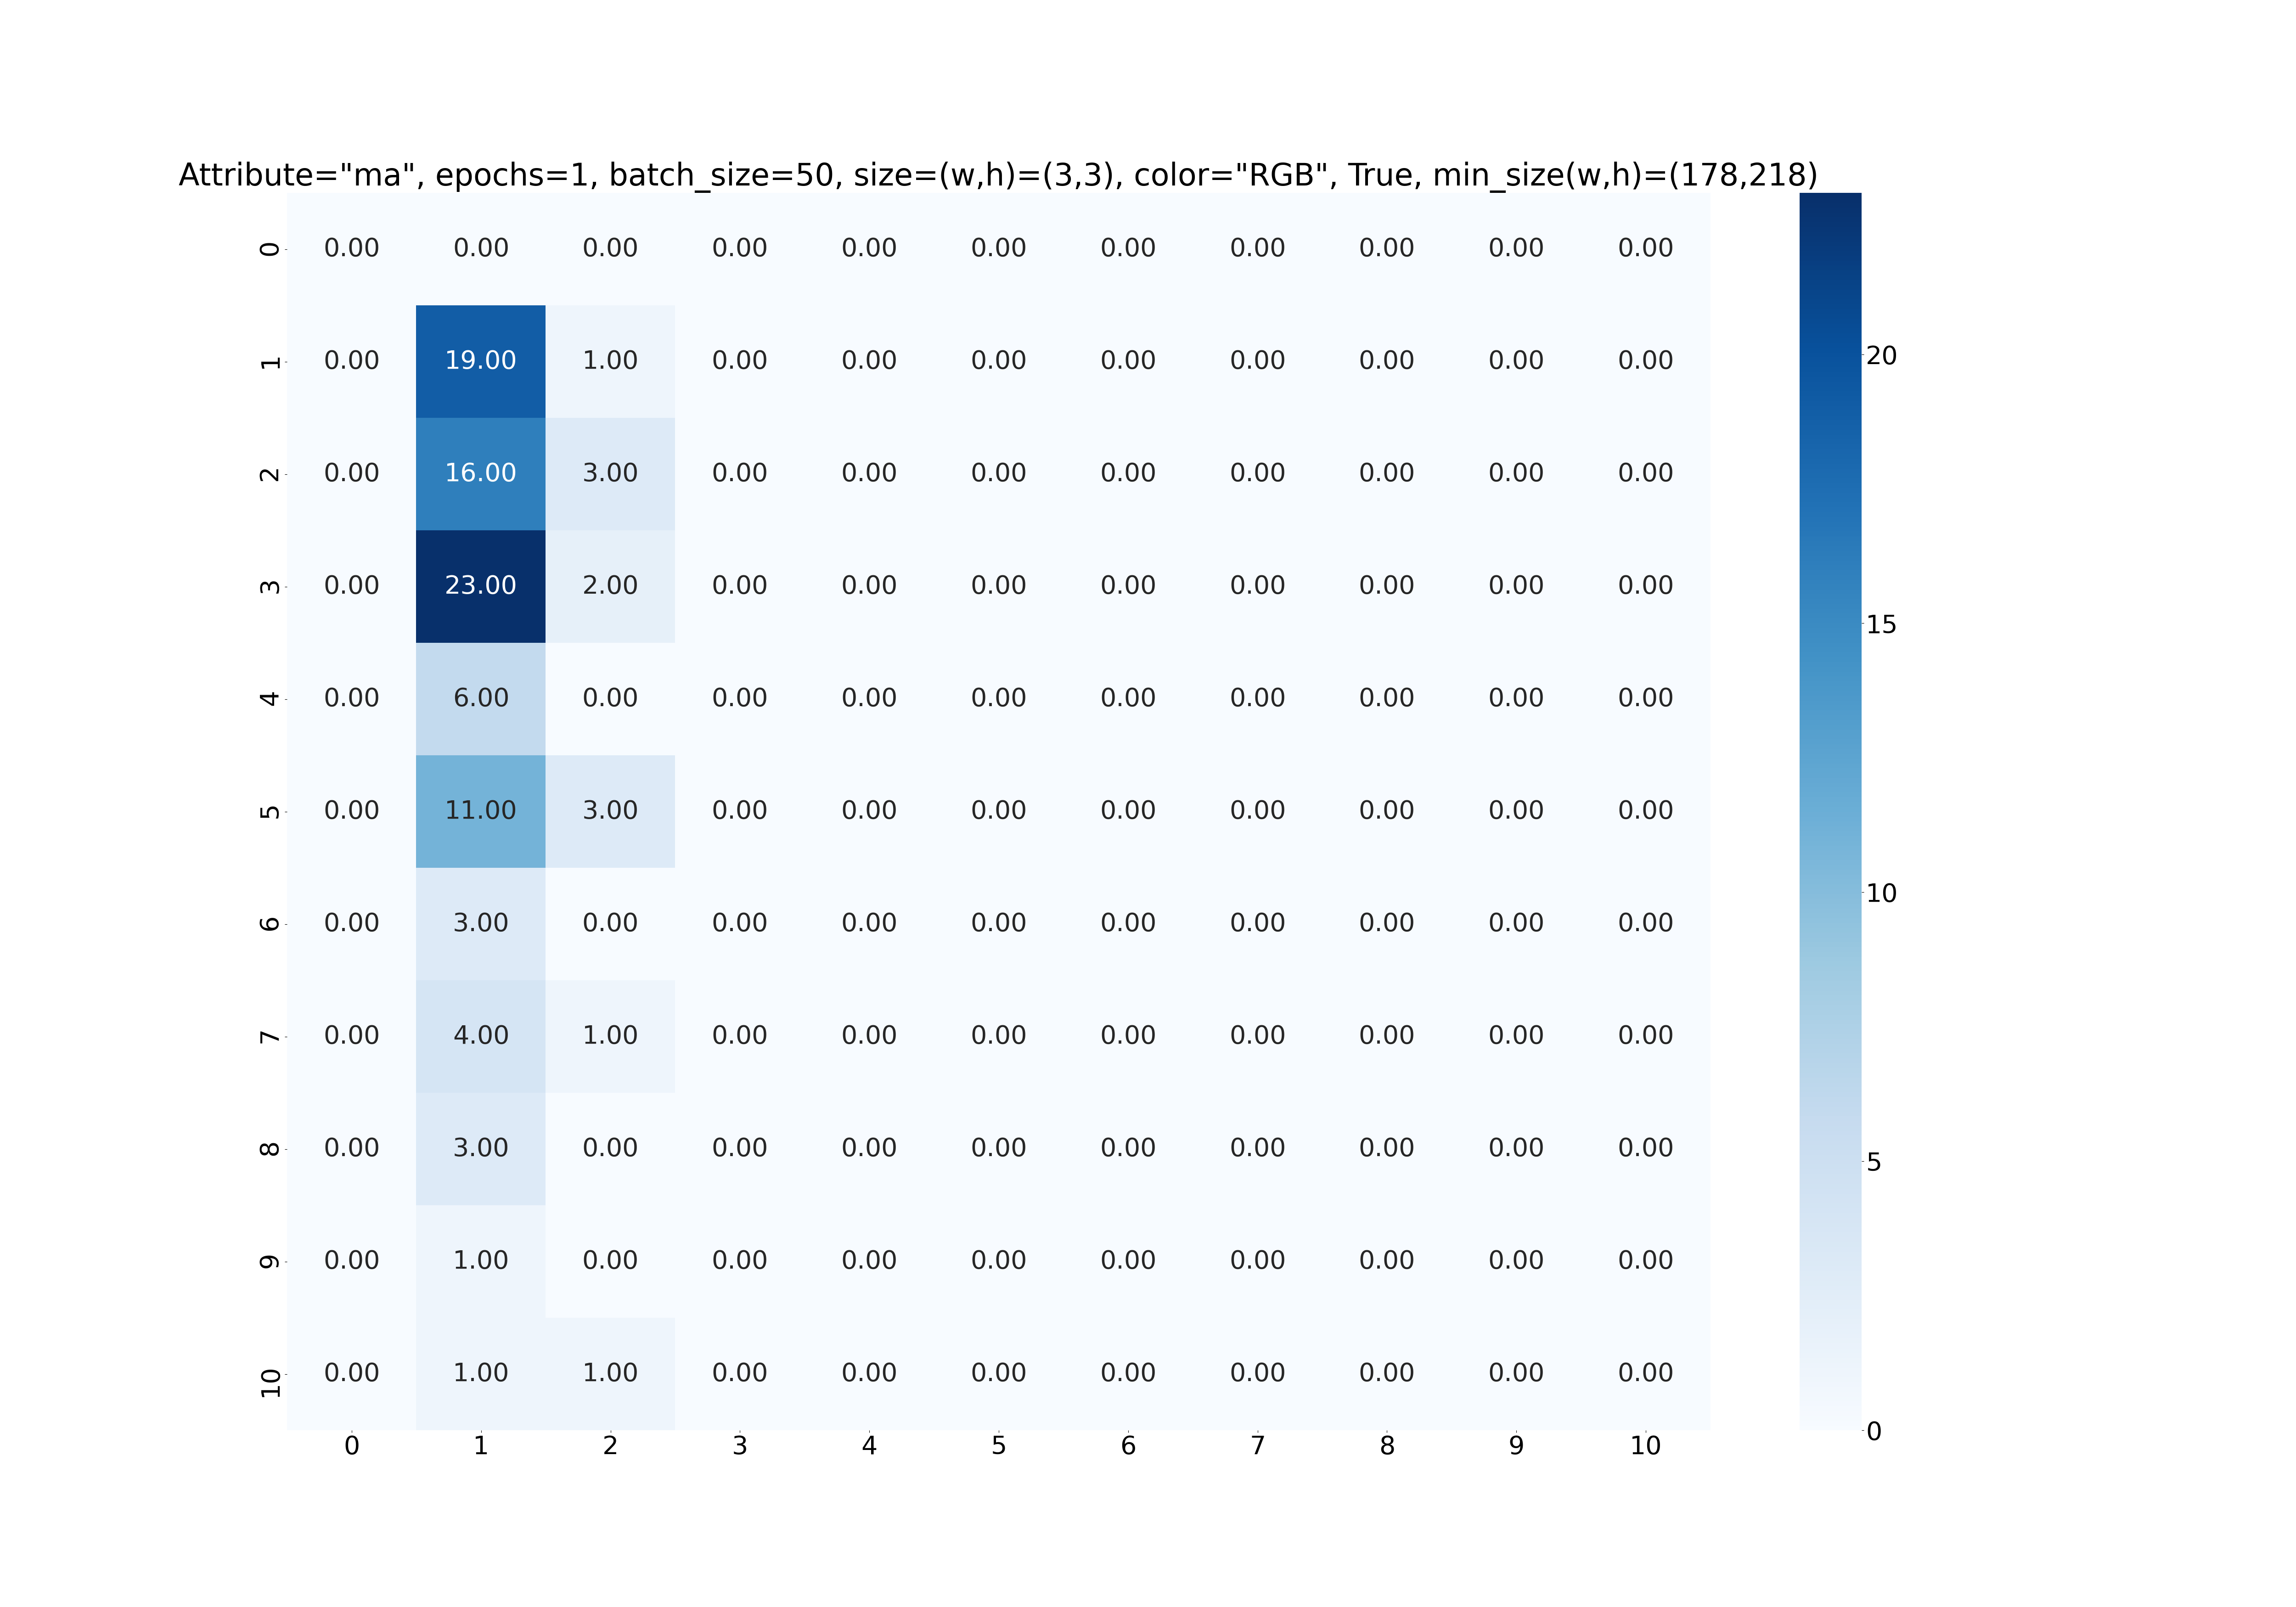 Attribute="ma", epochs=1, batch_size=50, size=(w,h)=(3,3), color="RGB", True, min_size(w,h)=(178,218)
0 0.00 0.00 0.00 0.00 0.00 0.00 0.00 0.00 0.00 0.00 0.00
1 0.00 19.00 1.00 0.00 0.00 0.00 0.00 0.00 0.00 0.00 0.00
2 0.00 16.00 3.00 0.00 0.00 0.00 0.00 0.00 0.00 0.00 0.00
3 0.00 23.00 2.00 0.00 0.00 0.00 0.00 0.00 0.00 0.00 0.00
4 0.00 6.00 0.00 0.00 0.00 0.00 0.00 0.00 0.00 0.00 0.00
5 0.00 11.00 3.00 0.00 0.00 0.00 0.00 0.00 0.00 0.00 0.00
6 0.00 3.00 0.00 0.00 0.00 0.00 0.00 0.00 0.00 0.00 0.00
7 0.00 4.00 1.00 0.00 0.00 0.00 0.00 0.00 0.00 0.00 0.00
8 0.00 3.00 0.00 0.00 0.00 0.00 0.00 0.00 0.00 0.00 0.00
9 0.00 1.00 0.00 0.00 0.00 0.00 0.00 0.00 0.00 0.00 0.00
10 0.00 1.00 1.00 0.00 0.00 0.00 0.00 0.00 0.00 0.00 0.00
0 1 2 3 4 5 6 7 8 9 10
20
15
10
5
0